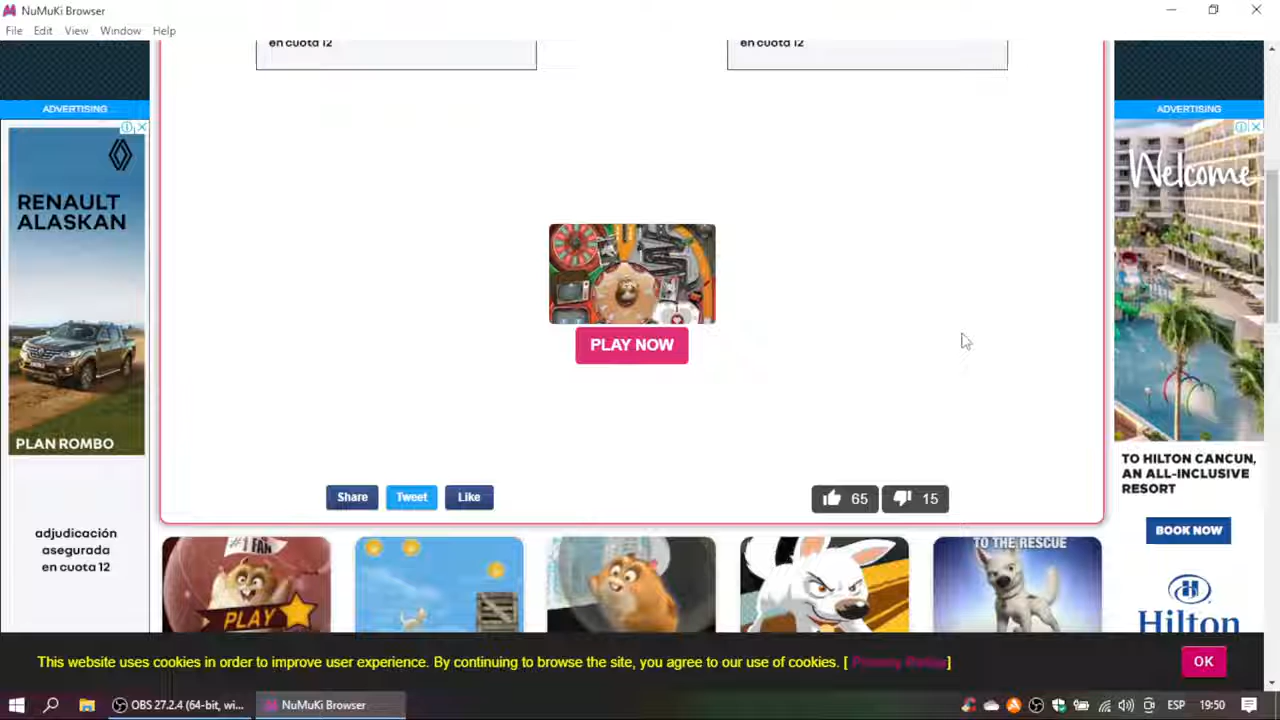 NuMuKi Browser
File Edit View Window Help
en cuota 12
en cuota 12
ADVERTISING
ADVERTISING
RENAULT
ALASKAN
PLAN ROMBO
adjudicación
asegurada
en cuota 12
Welcome
TO HILTON CANCUN,
AN ALL-INCLUSIVE
RESORT
BOOK NOW
Hilton
PLAY NOW
Share Tweet Like
65 15
#1 FAN
PLAY
TO THE RESCUE
This website uses cookies in order to improve user experience. By continuing to browse the site, you agree to our use of cookies. [ Privacy Policy]
OK
OBS 27.2.4 (64-bit, wi...
NuMuKi Browser
ESP 19:50